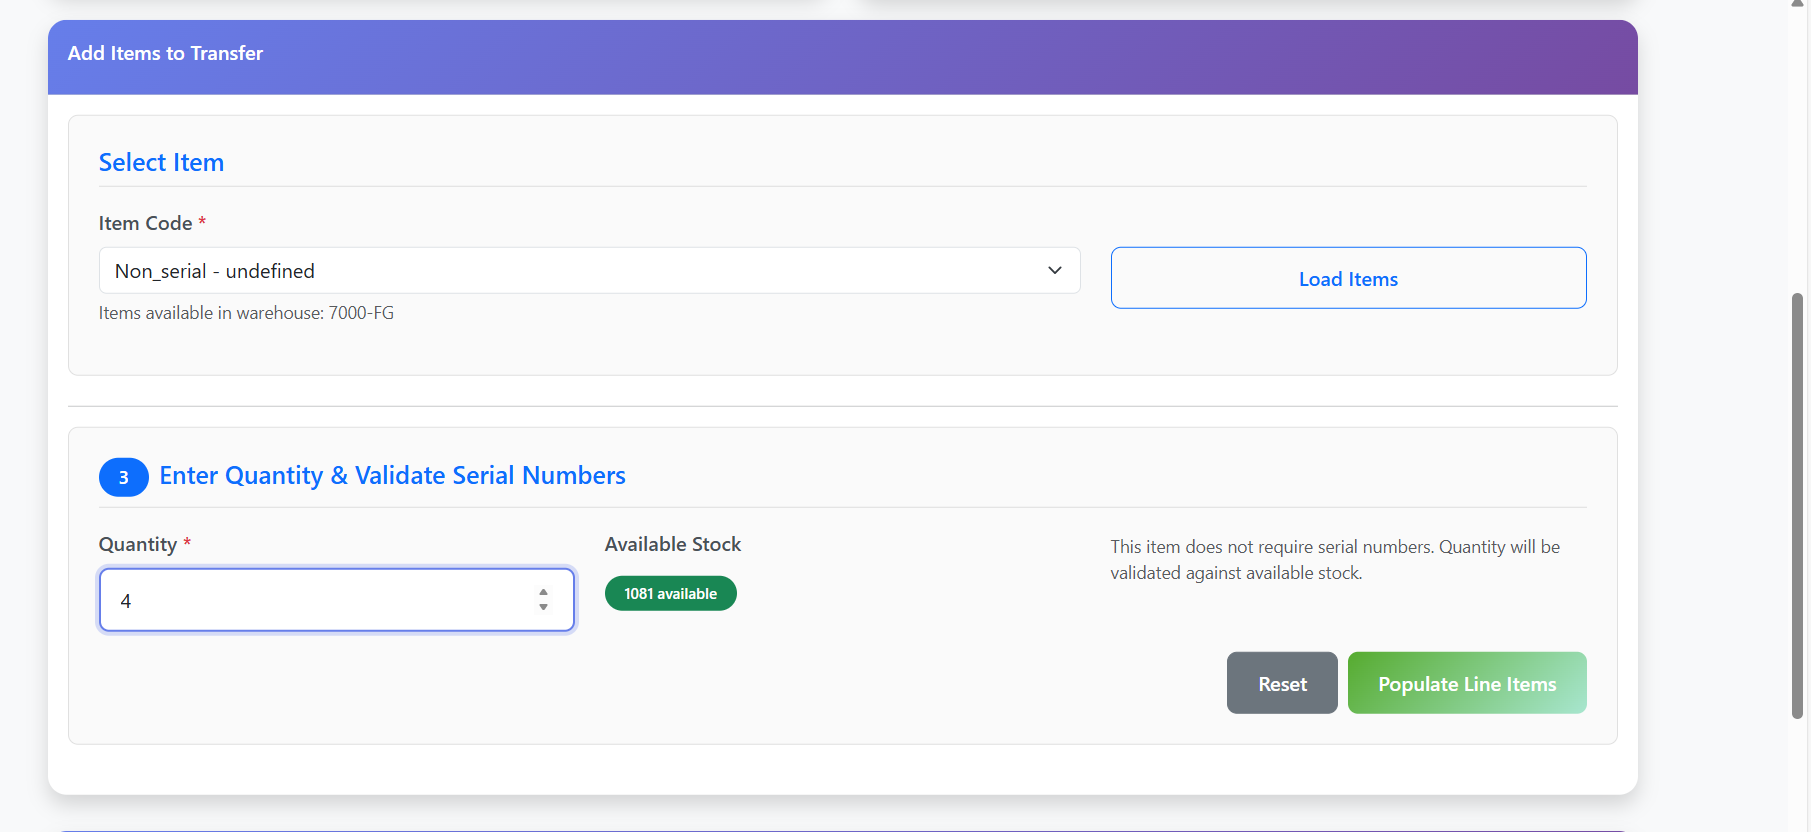 Add Items to Transfer
Select Item
Item Code *
Non_serial - undefined
Load Items
Items available in warehouse: 7000-FG
3 Enter Quantity & Validate Serial Numbers
Quantity *
4
Available Stock
1081 available
This item does not require serial numbers. Quantity will be
validated against available stock.
Reset
Populate Line Items